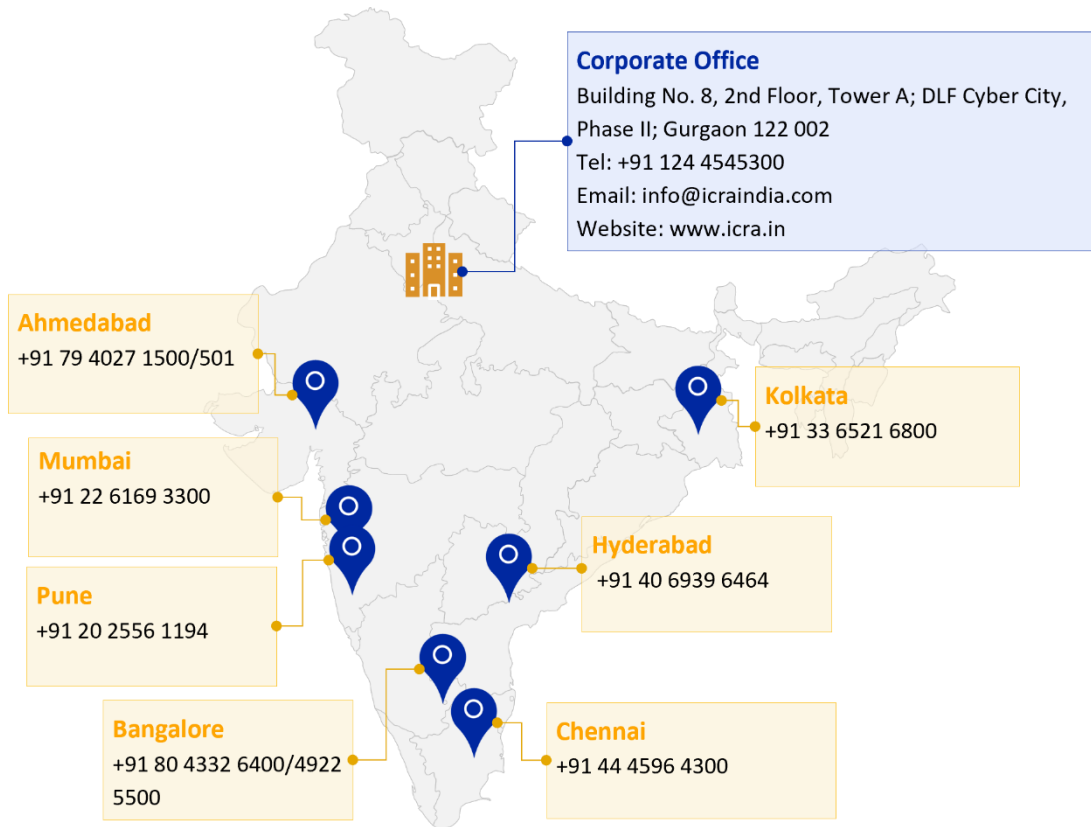 Corporate Office
Building No. 8, 2nd Floor, Tower A; DLF Cyber City,
Phase II; Gurgaon 122 002
Tel: +91 124 4545300
Email: info@icraindia.com
Website: www.icra.in
Ahmedabad
+91 79 4027 1500/501
Kolkata
+91 33 6521 6800
Mumbai
+91 22 6169 3300
Hyderabad
+91 40 6939 6464
Pune
+91 20 2556 1194
Bangalore
+91 80 4332 6400/4922
5500
Chennai
+91 44 4596 4300